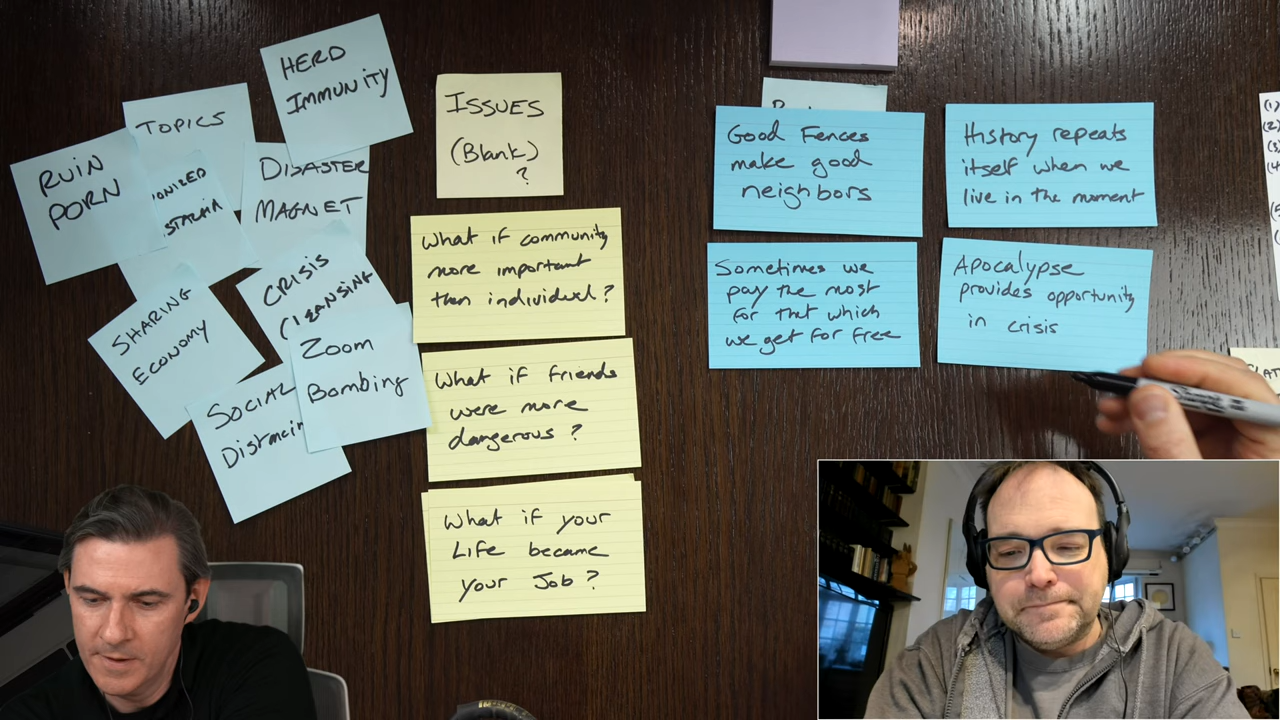 HERD
IMMUNITY
TOPICS
RUIN
PORN
DISASTER
MAGNET
CRISIS
SHARING
ECONOMY
Zoom
Bombing
SOCIAL
ISSUES
(Blank)
?
What if community
more important
than individual?
What if friends
were more
dangerous?
What if your
Life became
your Job?
Good Fences
make good
neighbors
History repeats
itself when we
live in the moment
Sometimes we
pay the most
for that which
we get for free
Apocalypse
provides opportunity
in crisis
(1)
(2)
(3)